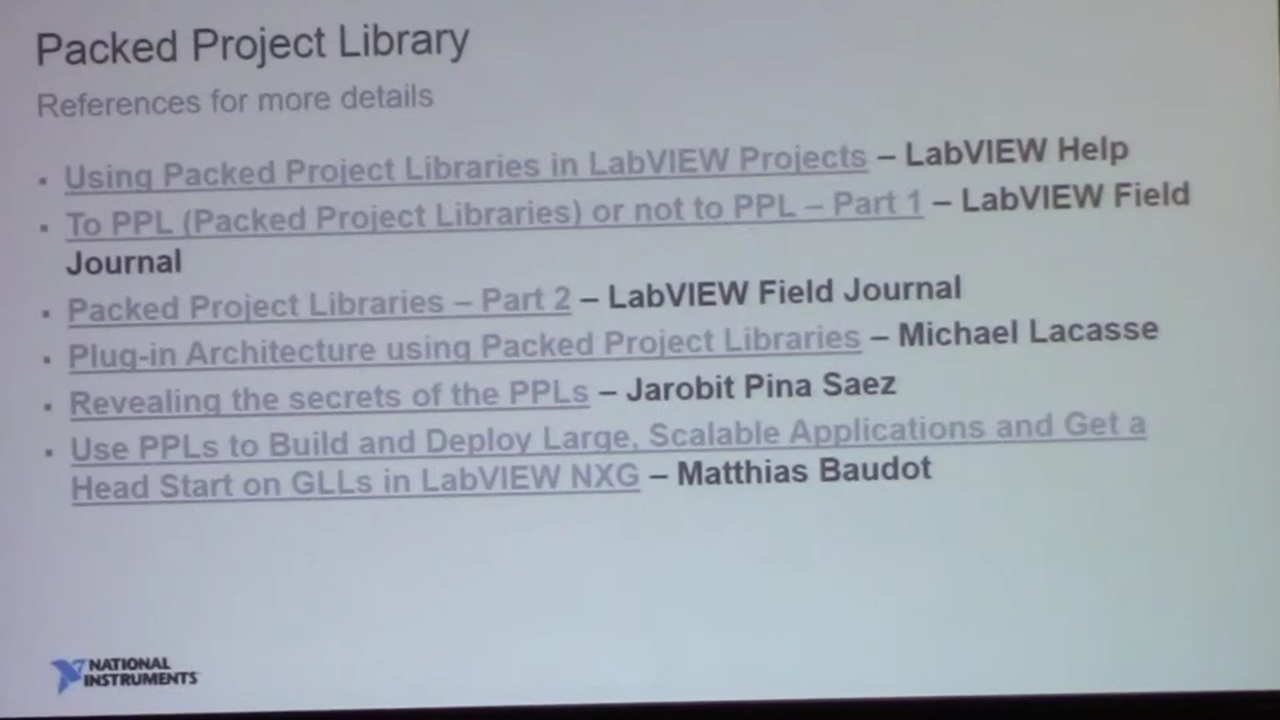 Packed Project Library
References for more details
▪ Using Packed Project Libraries in LabVIEW Projects – LabVIEW Help
▪ To PPL (Packed Project Libraries) or not to PPL – Part 1 – LabVIEW Field
Journal
▪ Packed Project Libraries – Part 2 – LabVIEW Field Journal
▪ Plug-in Architecture using Packed Project Libraries – Michael Lacasse
▪ Revealing the secrets of the PPLs – Jarobit Pina Saez
▪ Use PPLs to Build and Deploy Large, Scalable Applications and Get a
Head Start on GLLs in LabVIEW NXG – Matthias Baudot
NATIONAL
INSTRUMENTS